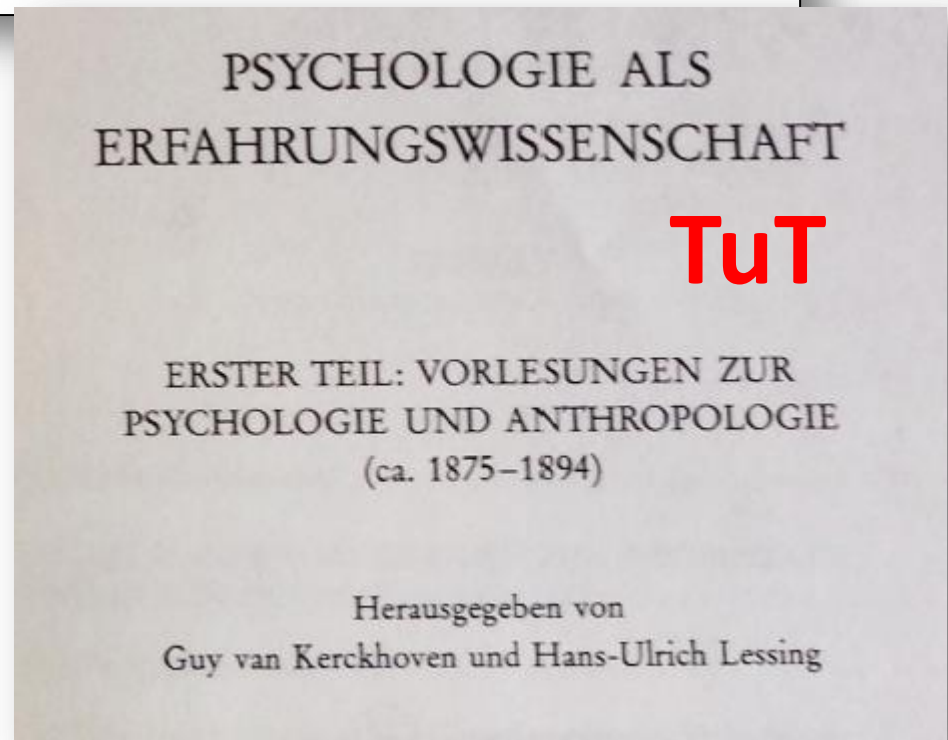 PSYCHOLOGIE ALS
ERFAHRUNGSWISSENSCHAFT
TuT
ERSTER TEIL: VORLESUNGEN ZUR
PSYCHOLOGIE UND ANTHROPOLOGIE
(ca. 1875–1894)
Herausgegeben von
Guy van Kerckhoven und Hans-Ulrich Lessing